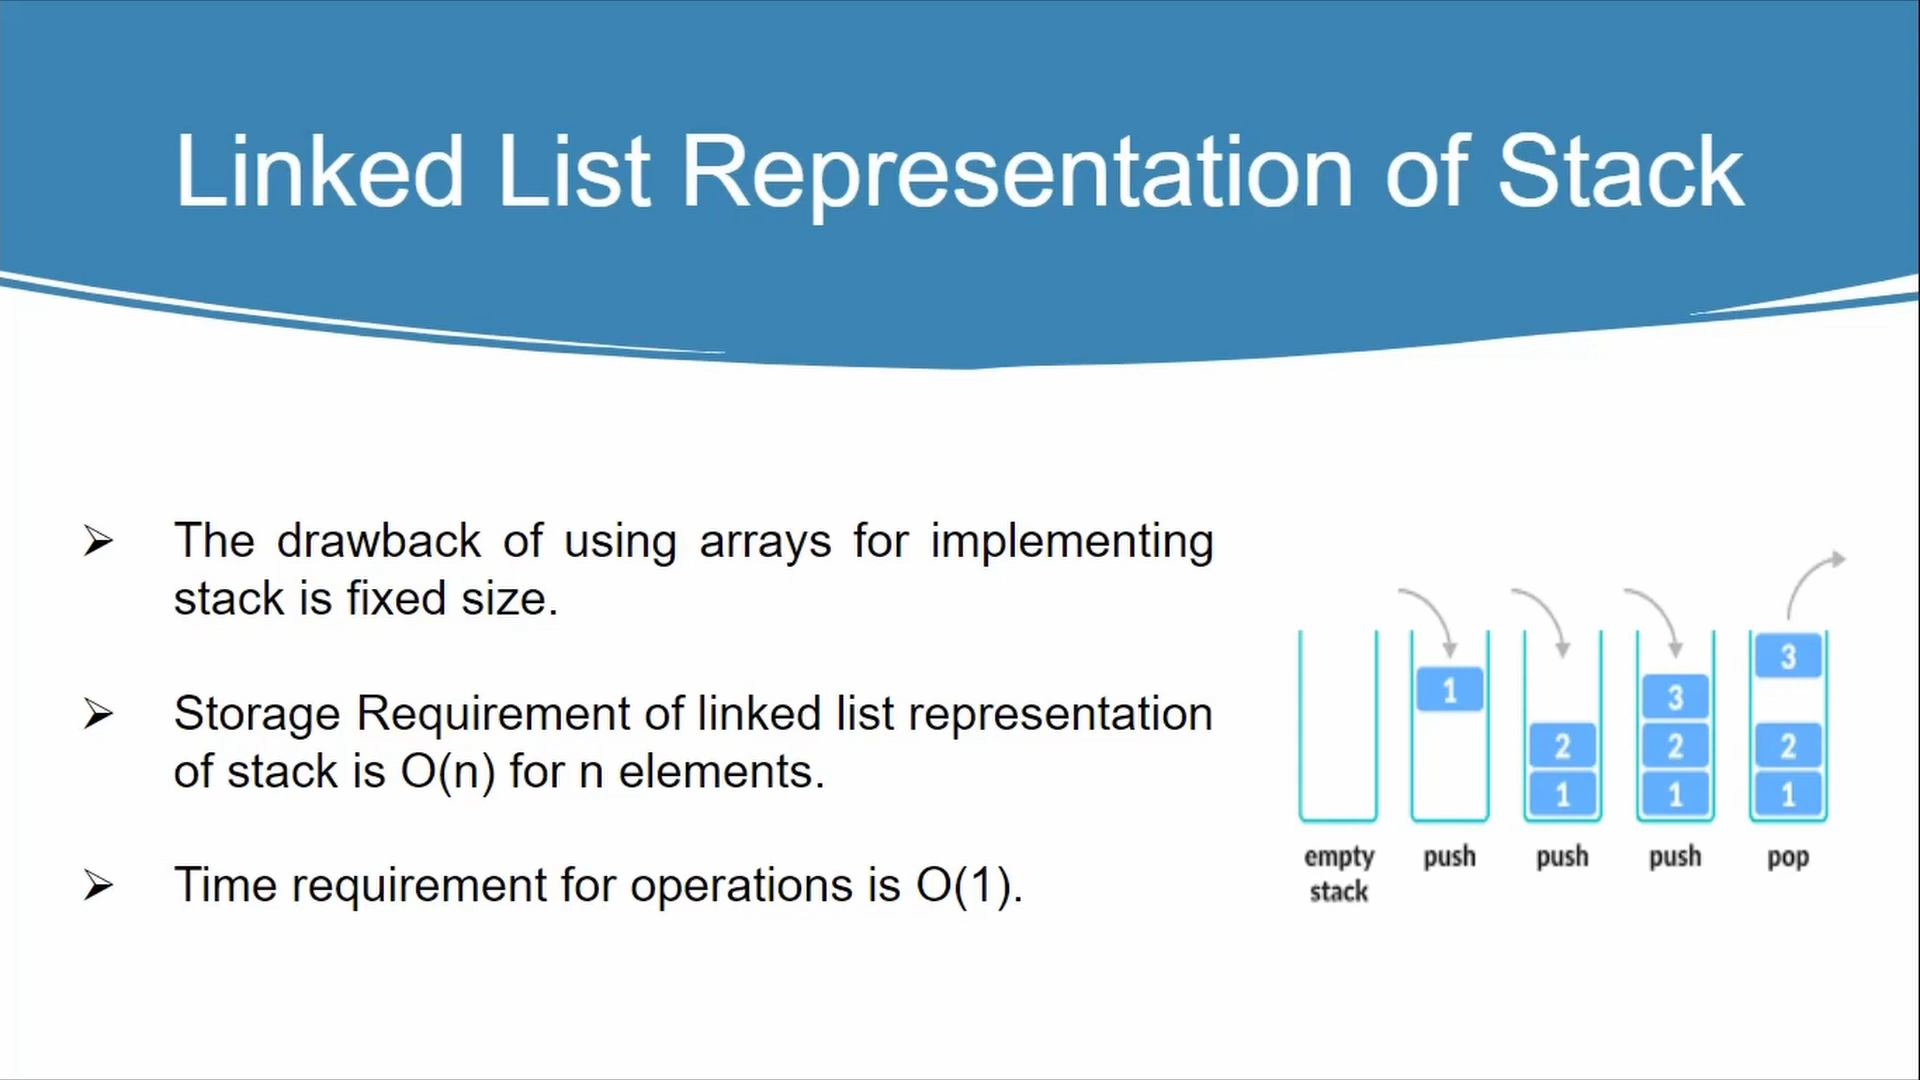 Linked List Representation of Stack
➢ The drawback of using arrays for implementing
stack is fixed size.
➢ Storage Requirement of linked list representation
of stack is O(n) for n elements.
➢ Time requirement for operations is O(1).
3
1
3
2
2
2
1
1
1
empty
stack
push
push
push
pop